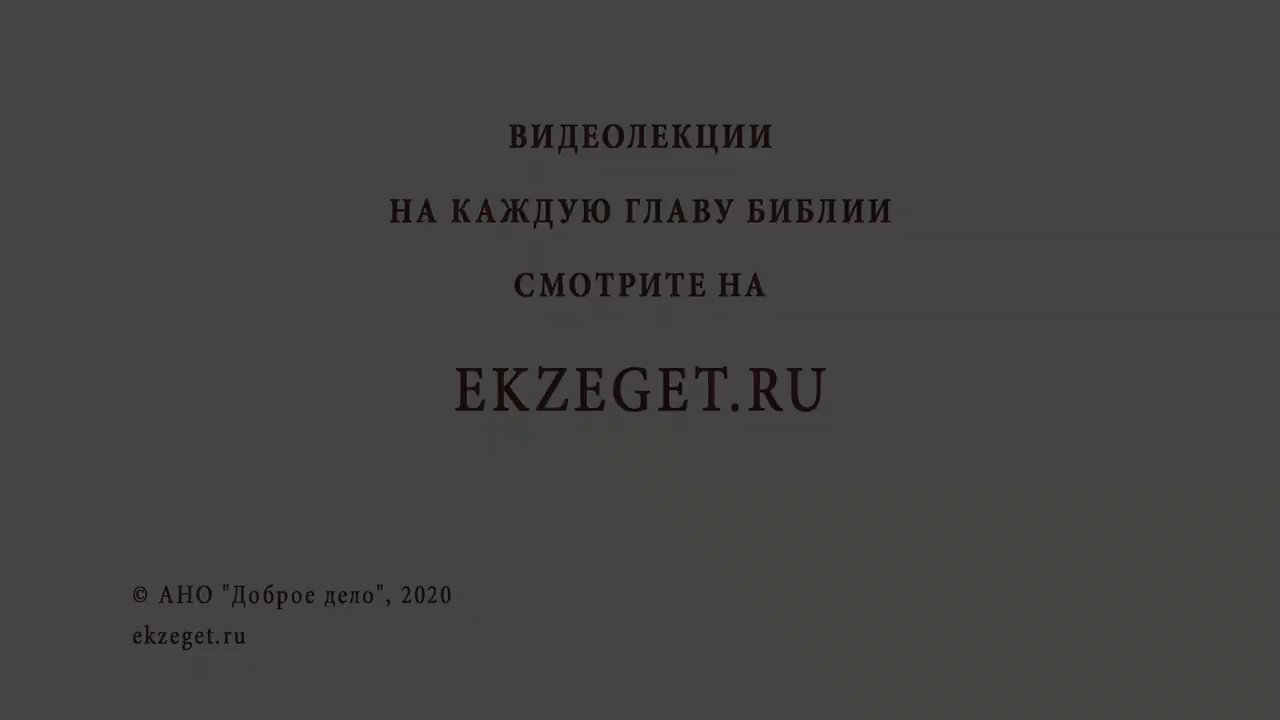 ВИДЕОЛЕКЦИИ
НА КАЖДУЮ ГЛАВУ БИБЛИИ
СМОТРИТЕ НА
EKZEGET.RU
© АНО "Доброе дело", 2020
ekzeget.ru